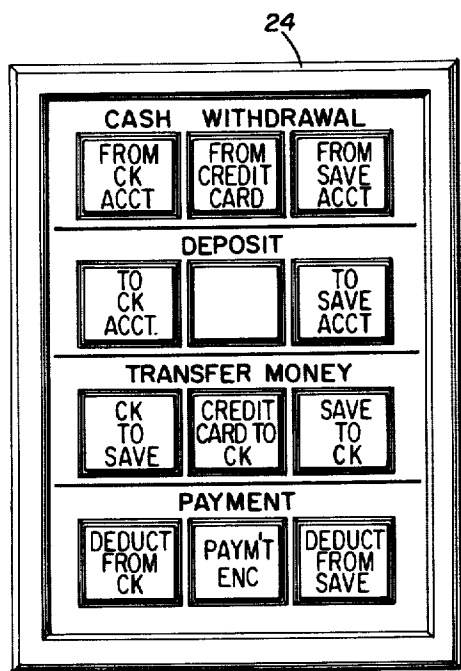 24
CASH WITHDRAWAL
FROM CK ACCT
FROM CREDIT CARD
FROM SAVE ACCT
DEPOSIT
TO CK ACCT.
TO SAVE ACCT
TRANSFER MONEY
CK TO SAVE
CREDIT CARD TO CK
SAVE TO CK
PAYMENT
DEDUCT FROM CK
PAYM'T ENC
DEDUCT FROM SAVE